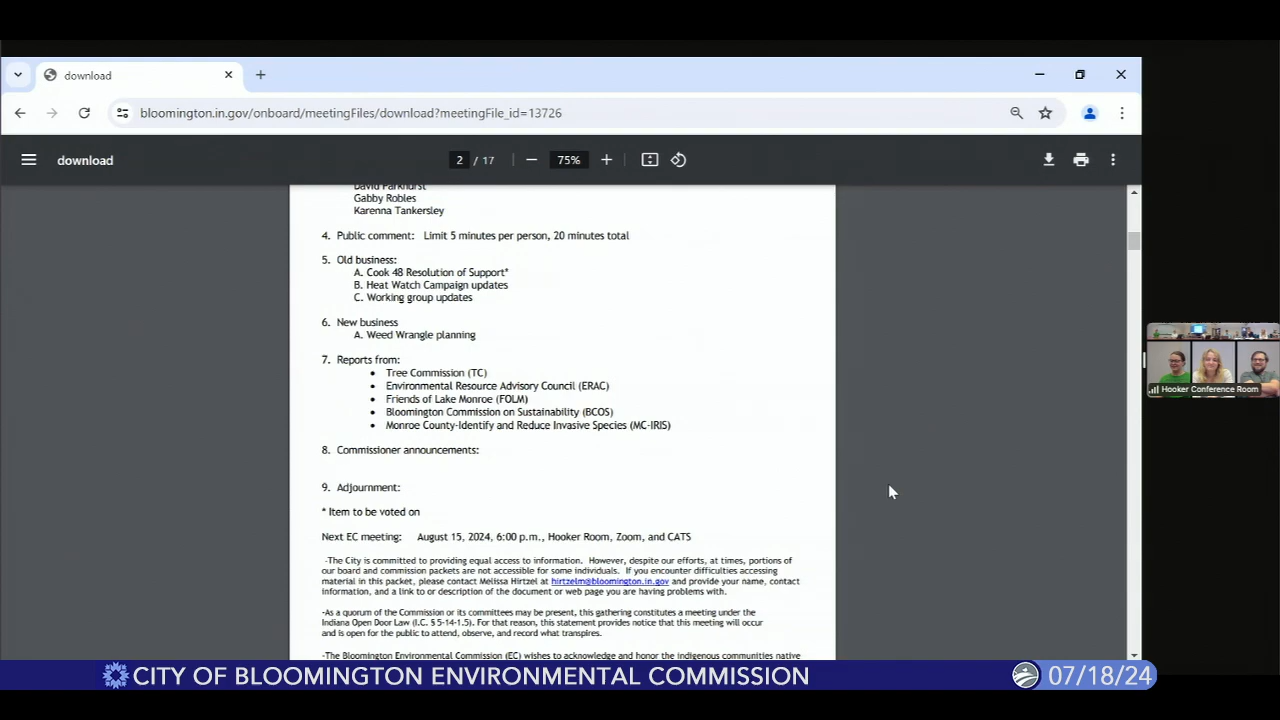 download
bloomington.in.gov/onboard/meetingFiles/download?meetingFile_id=13726
download
2 / 17
75%
David Parkhurst
Gabby Robles
Karenna Tankersley
4. Public comment: Limit 5 minutes per person, 20 minutes total
5. Old business:
A. Cook 48 Resolution of Support*
B. Heat Watch Campaign updates
C. Working group updates
6. New business
A. Weed Wrangle planning
7. Reports from:
• Tree Commission (TC)
• Environmental Resource Advisory Council (ERAC)
• Friends of Lake Monroe (FOLM)
• Bloomington Commission on Sustainability (BCOS)
• Monroe County-Identify and Reduce Invasive Species (MC-IRIS)
8. Commissioner announcements:
9. Adjournment:
* Item to be voted on
Next EC meeting: August 15, 2024, 6:00 p.m., Hooker Room, Zoom, and CATS
-The City is committed to providing equal access to information. However, despite our efforts, at times, portions of
our board and commission packets are not accessible for some individuals. If you encounter difficulties accessing
material in this packet, please contact Melissa Hirtzel at hirtzelm@bloomington.in.gov and provide your name, contact
information, and a link to or description of the document or web page you are having problems with.
-As a quorum of the Commission or its committees may be present, this gathering constitutes a meeting under the
Indiana Open Door Law (I.C. § 5-14-1.5). For that reason, this statement provides notice that this meeting will occur
and is open for the public to attend, observe, and record what transpires.
-The Bloomington Environmental Commission (EC) wishes to acknowledge and honor the indigenous communities native
Hooker Conference Room
CITY OF BLOOMINGTON ENVIRONMENTAL COMMISSION
07/18/24